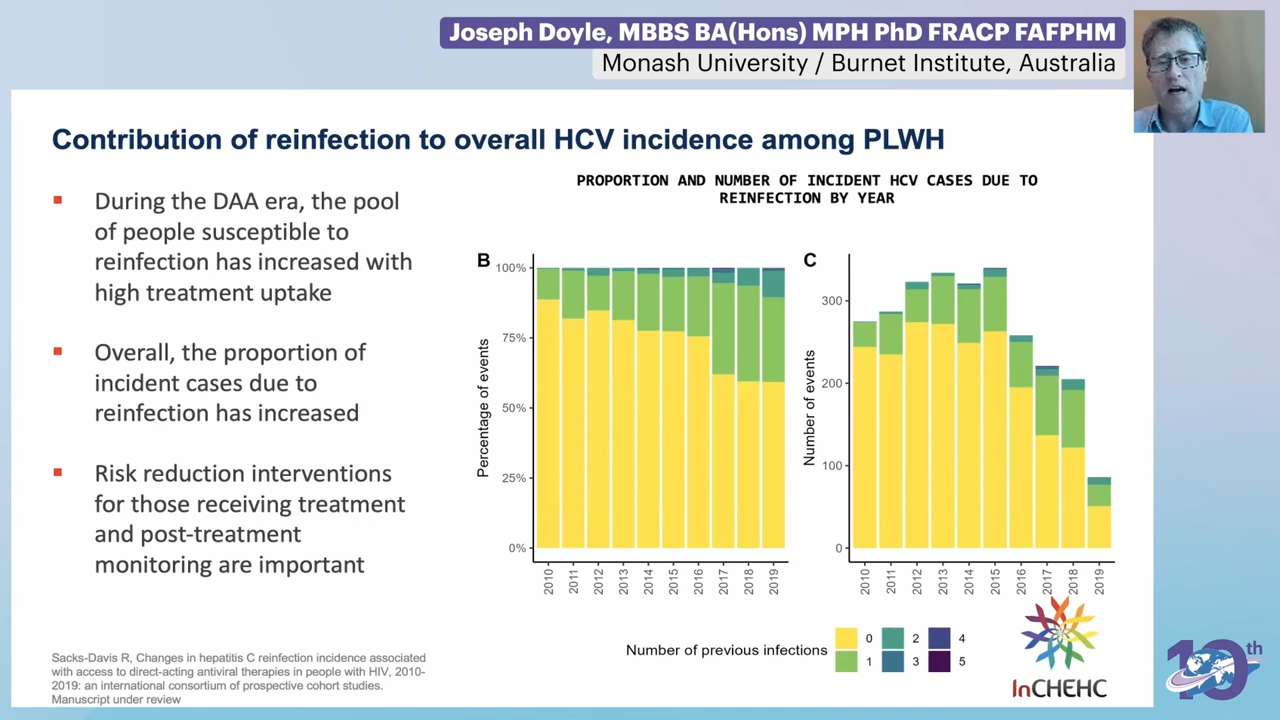 Joseph Doyle, MBBS BA(Hons) MPH PhD FRACP FAFPHM
Monash University / Burnet Institute, Australia
Contribution of reinfection to overall HCV incidence among PLWH
During the DAA era, the pool
of people susceptible to
reinfection has increased with
high treatment uptake
Overall, the proportion of
incident cases due to
reinfection has increased
Risk reduction interventions
for those receiving treatment
and post-treatment
monitoring are important
Sacks-Davis R, Changes in hepatitis C reinfection incidence associated
with access to direct-acting antiviral therapies in people with HIV, 2010-
2019: an international consortium of prospective cohort studies.
Manuscript under review
PROPORTION AND NUMBER OF INCIDENT HCV CASES DUE TO
REINFECTION BY YEAR
B
Percentage of events
100%
75%
50%
25%
0%
2010 2011 2012 2013 2014 2015 2016 2017 2018 2019
C
Number of events
300
200
100
0
2010 2011 2012 2013 2014 2015 2016 2017 2018 2019
Number of previous infections
0 2 4
1 3 5
InCHEHC
10th